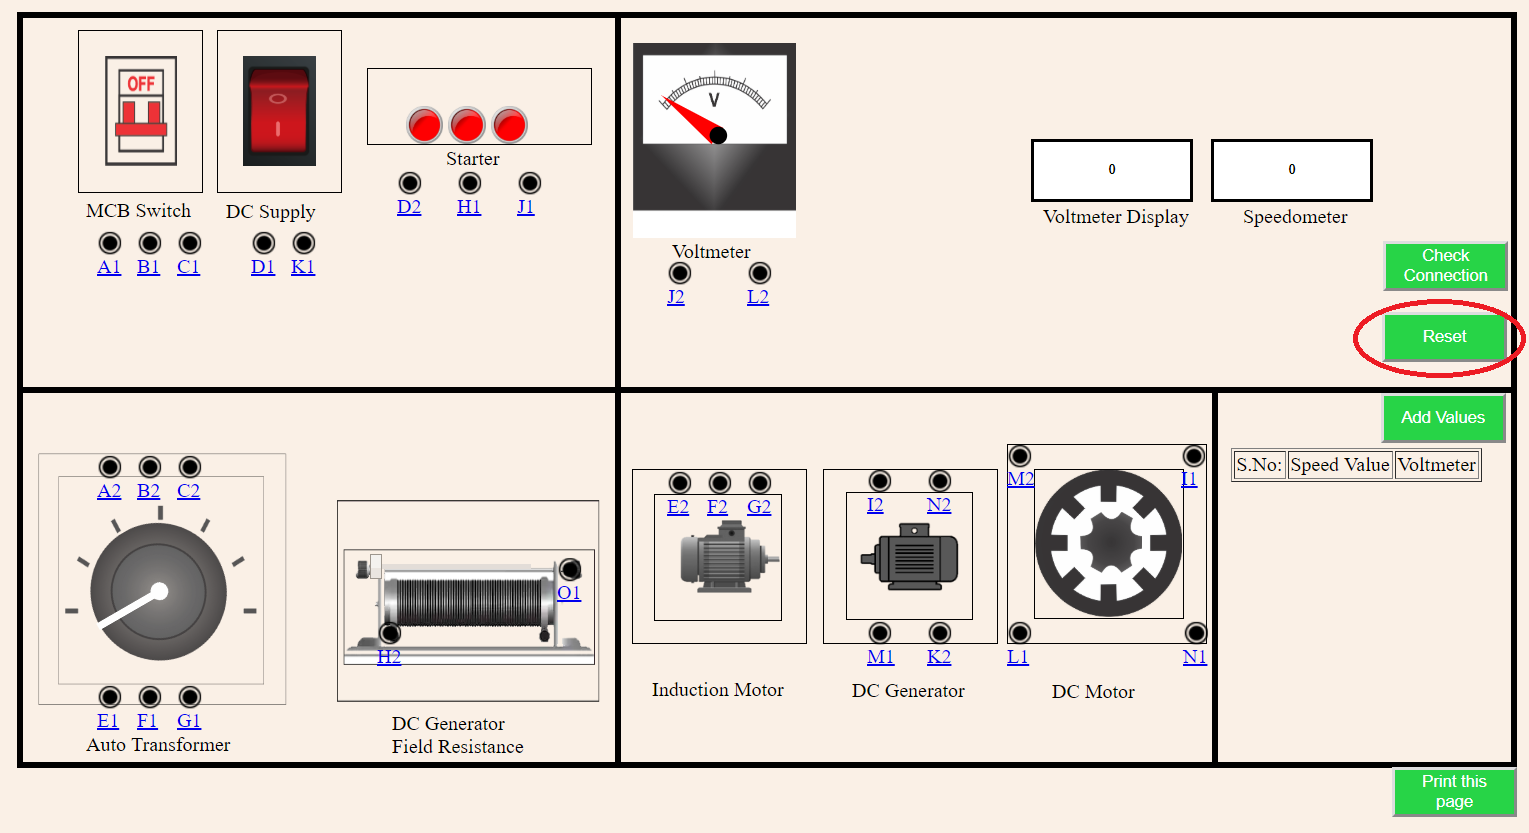 OFF
MCB Switch
A1 B1 C1
DC Supply
D1 K1
Starter
D2 H1 J1
V
Voltmeter
J2 L2
0
Voltmeter Display
0
Speedometer
Check
Connection
Reset
A2 B2 C2
E1 F1 G1
Auto Transformer
O1
H2
DC Generator
Field Resistance
E2 F2 G2
Induction Motor
I2 N2
M1 K2
DC Generator
M2 I1
L1 N1
DC Motor
Add Values
S.No: Speed Value Voltmeter
Print this
page